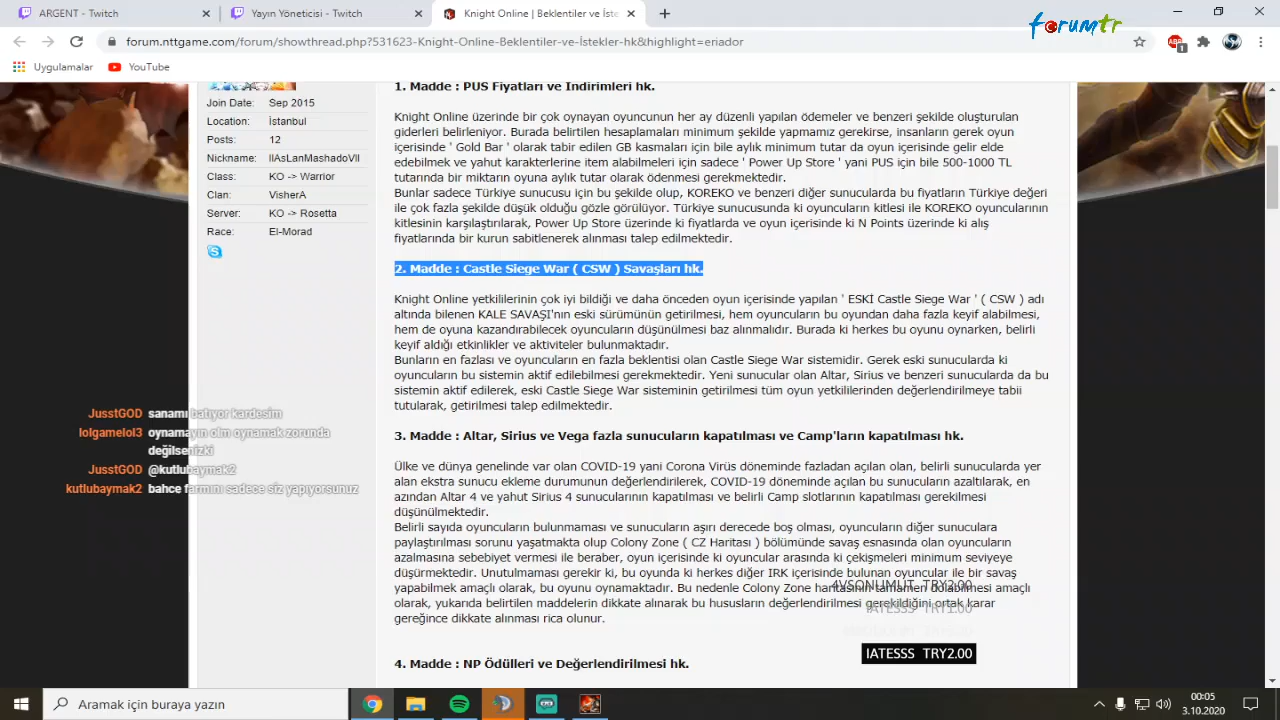 ARGENT - Twitch
Yayın Yöneticisi - Twitch
Knight Online | Beklentiler ve İste
forumtr
forum.nttgame.com/forum/showthread.php?531623-Knight-Online-Beklentiler-ve-İstekler-hk&highlight=eriador
ABP
1
Uygulamalar
YouTube
Join Date: Sep 2015
Location: İstanbul
Posts: 12
Nickname: IIAsLanMashadoVII
Class: KO -> Warrior
Clan: VisherA
Server: KO -> Rosetta
Race: El-Morad
1. Madde : PUS Fiyatları ve İndirimleri hk.
Knight Online üzerinde bir çok oynayan oyuncunun her ay düzenli yapılan ödemeler ve benzeri şekilde oluşturulan
giderleri belirleniyor. Burada belirtilen hesaplamaları minimum şekilde yapmamız gerekirse, insanların gerek oyun
içerisinde ' Gold Bar ' olarak tabir edilen GB kasmaları için bile aylık minimum tutar da oyun içerisinde gelir elde
edebilmek ve yahut karakterlerine item alabilmeleri için sadece ' Power Up Store ' yani PUS için bile 500-1000 TL
tutarında bir miktarın oyuna aylık tutar olarak ödenmesi gerekmektedir.
Bunlar sadece Türkiye sunucusu için bu şekilde olup, KOREKO ve benzeri diğer sunucularda bu fiyatların Türkiye değeri
ile çok fazla şekilde düşük olduğu gözle görülüyor. Türkiye sunucusunda ki oyuncuların kitlesi ile KOREKO oyuncularının
kitlesinin karşılaştırılarak, Power Up Store üzerinde ki fiyatlarda ve oyun içerisinde ki N Points üzerinde ki alış
fiyatlarında bir kurun sabitlenerek alınması talep edilmektedir.
2. Madde : Castle Siege War ( CSW ) Savaşları hk.
Knight Online yetkililerinin çok iyi bildiği ve daha önceden oyun içerisinde yapılan ' ESKİ Castle Siege War ' ( CSW ) adı
altında bilenen KALE SAVAŞI'nın eski sürümünün getirilmesi, hem oyuncuların bu oyundan daha fazla keyif alabilmesi,
hem de oyuna kazandırabilecek oyuncuların düşünülmesi baz alınmalıdır. Burada ki herkes bu oyunu oynarken, belirli
keyif aldığı etkinlikler ve aktiviteler bulunmaktadır.
Bunların en fazlası ve oyuncuların en fazla beklentisi olan Castle Siege War sistemidir. Gerek eski sunucularda ki
oyuncuların bu sistemin aktif edilebilmesi gerekmektedir. Yeni sunucular olan Altar, Sirius ve benzeri sunucularda da bu
sistemin aktif edilerek, eski Castle Siege War sisteminin getirilmesi tüm oyun yetkililerinden değerlendirilmeye tabii
tutularak, getirilmesi talep edilmektedir.
3. Madde : Altar, Sirius ve Vega fazla sunucuların kapatılması ve Camp'ların kapatılması hk.
Ülke ve dünya genelinde var olan COVID-19 yani Corona Virüs döneminde fazladan açılan olan, belirli sunucularda yer
alan ekstra sunucu ekleme durumunun değerlendirilerek, COVID-19 döneminde açılan bu sunucuların azaltılarak, en
azından Altar 4 ve yahut Sirius 4 sunucularının kapatılması ve belirli Camp slotlarının kapatılması gerekilmesi
düşünülmektedir.
Belirli sayıda oyuncuların bulunmaması ve sunucuların aşırı derecede boş olması, oyuncuların diğer sunuculara
paylaştırılması sorunu yaşatmakta olup Colony Zone ( CZ Haritası ) bölümünde savaş esnasında olan oyuncuların
azalmasına sebebiyet vermesi ile beraber, oyun içerisinde ki oyuncular arasında ki çekişmeleri minimum seviyeye
düşürmektedir. Unutulmaması gerekir ki, bu oyunda ki herkes diğer IRK içerisinde bulunan oyuncular ile bir savaş
yapabilmek amaçlı olarak, bu oyunu oynamaktadır. Bu nedenle Colony Zone haritasının tamamen dolabilmesi amaçlı
olarak, yukarıda belirtilen maddelerin dikkate alınarak bu hususların değerlendirilmesi gerekildiğini ortak karar
gereğince dikkate alınması rica olunur.
4. Madde : NP Ödülleri ve Değerlendirilmesi hk.
JusstGOD sanamı batıyor kardesim
lolgamelol3 oynamayın olm oynamak zorunda
değilsenizki
JusstGOD @kutlubaymak2
kutlubaymak2 bahce farmını sadece siz yapıyorsunuz
4VSONUMUT TRY2.00
IATESSS TRY1.00
IATESSS TRY2.00
Aramak için buraya yazın
00:05
3.10.2020